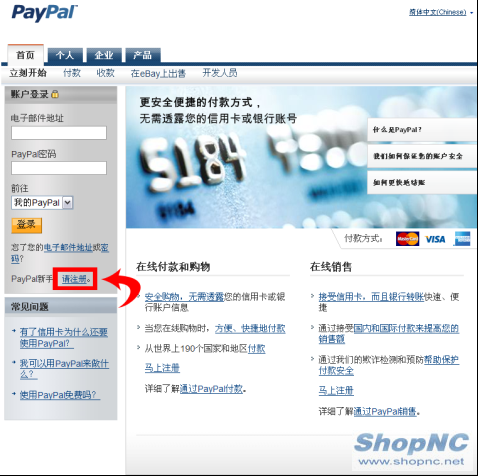 PayPal
简体中文(Chinese)
首页 个人 企业 产品
立刻开始 付款 收款 在eBay上出售 开发人员
账户登录
电子邮件地址
PayPal密码
前往
我的PayPal
登录
忘了您的电子邮件地址或密
码?
PayPal新手 请注册。
常见问题
有了信用卡为什么还要
使用PayPal?
我可以用PayPal来做什
么?
使用PayPal免费吗?
更安全便捷的付款方式，
无需透露您的信用卡或银行账号
什么是PayPal?
我们如何保证您的账户安全
如何更快地结账
付款方式: MasterCard VISA
在线付款和购物
安全购物，无需透露您的信用卡或银
行账户信息
当您在线购物时，方便、快捷地付款
从世界上190个国家和地区付款
马上注册
详细了解通过PayPal付款。
在线销售
接受信用卡，而且银行转账快速、便
捷
通过接受国内和国际付款来提高您的
销售额
通过我们的欺诈检测和预防帮助保护
付款安全
马上注册
详细了解通过PayPal销售。
ShopNC
www.shopnc.net